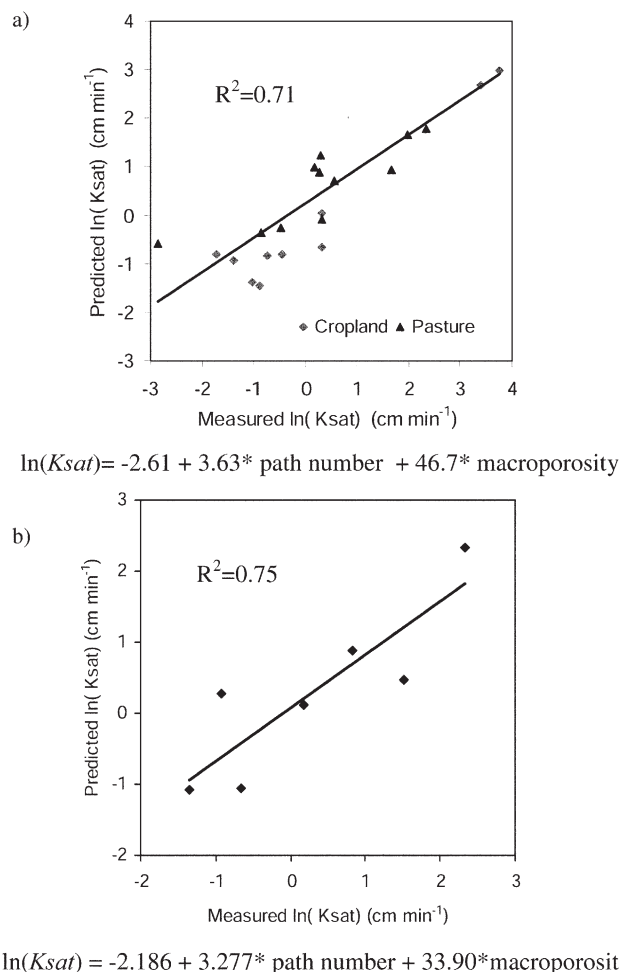 a)
4
3
2
1
0
-1
-2
-3
Predicted ln( Ksat) (cm min⁻¹)
R²=0.71
Cropland Pasture
-3 -2 -1 0 1 2 3 4
Measured ln( Ksat) (cm min⁻¹)
ln(Ksat)= -2.61 + 3.63* path number + 46.7* macroporosity
b)
3
2
1
0
-1
-2
Predicted ln( Ksat) (cm min⁻¹)
R²=0.75
-2 -1 0 1 2 3
Measured ln( Ksat) (cm min⁻¹)
ln(Ksat) = -2.186 + 3.277* path number + 33.90*macroporosit